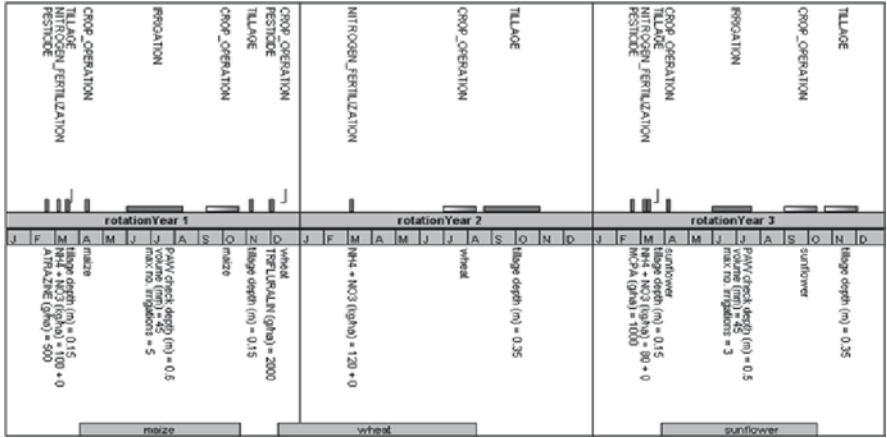 PESTICIDE
NITROGEN_FERTILIZATION
TILLAGE
CROP_OPERATION
IRRIGATION
CROP_OPERATION
TILLAGE
PESTICIDE
CROP_OPERATION
NITROGEN_FERTILIZATION
CROP_OPERATION
TILLAGE
PESTICIDE
NITROGEN_FERTILIZATION
TILLAGE
CROP_OPERATION
IRRIGATION
CROP_OPERATION
TILLAGE
rotationYear 1 rotationYear 2 rotationYear 3
J F M A M J J A S O N D J F M A M J J A S O N D J F M A M J J A S O N D
ATRAZINE (g/ha) = 500
NH4 + NO3 (kg/ha) = 100 + 0
tillage depth (m) = 0.15
maize
max no. irrigations = 5
volume (mm) = 45
PAW check depth (m) = 0.6
maize
tillage depth (m) = 0.15
TRIFLURALIN (g/ha) = 2000
wheat
NH4 + NO3 (kg/ha) = 120 + 0
wheat
tillage depth (m) = 0.35
MCPA (g/ha) = 1000
NH4 + NO3 (kg/ha) = 80 + 0
tillage depth (m) = 0.15
sunflower
max no. irrigations = 3
volume (mm) = 45
PAW check depth (m) = 0.5
sunflower
tillage depth (m) = 0.35
maize wheat sunflower